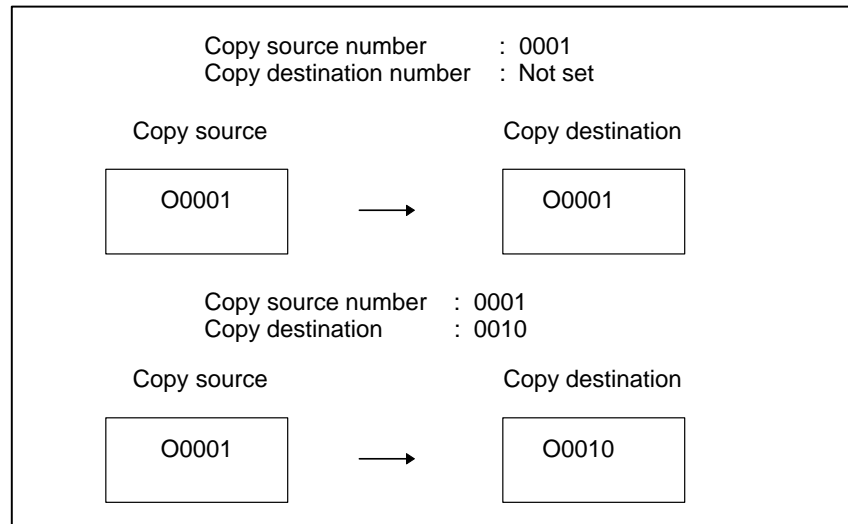 Copy source number : 0001
Copy destination number : Not set
Copy source Copy destination
O0001 O0001
Copy source number : 0001
Copy destination : 0010
Copy source Copy destination
O0001 O0010